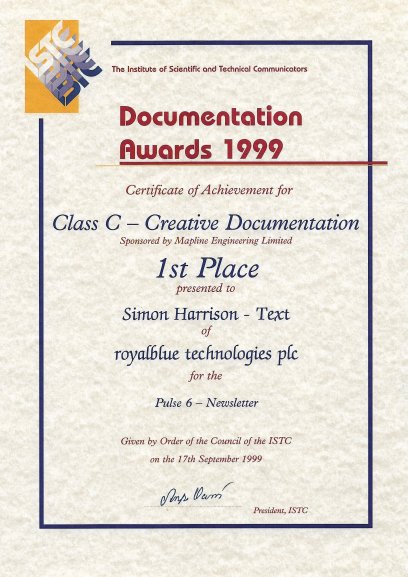 ISTC
The Institute of Scientific and Technical Communicators
Documentation
Awards 1999
Certificate of Achievement for
Class C – Creative Documentation
Sponsored by Mapline Engineering Limited
1st Place
presented to
Simon Harrison - Text
of
royalblue technologies plc
for the
Pulse 6 – Newsletter
Given by Order of the Council of the ISTC
on the 17th September 1999
President, ISTC